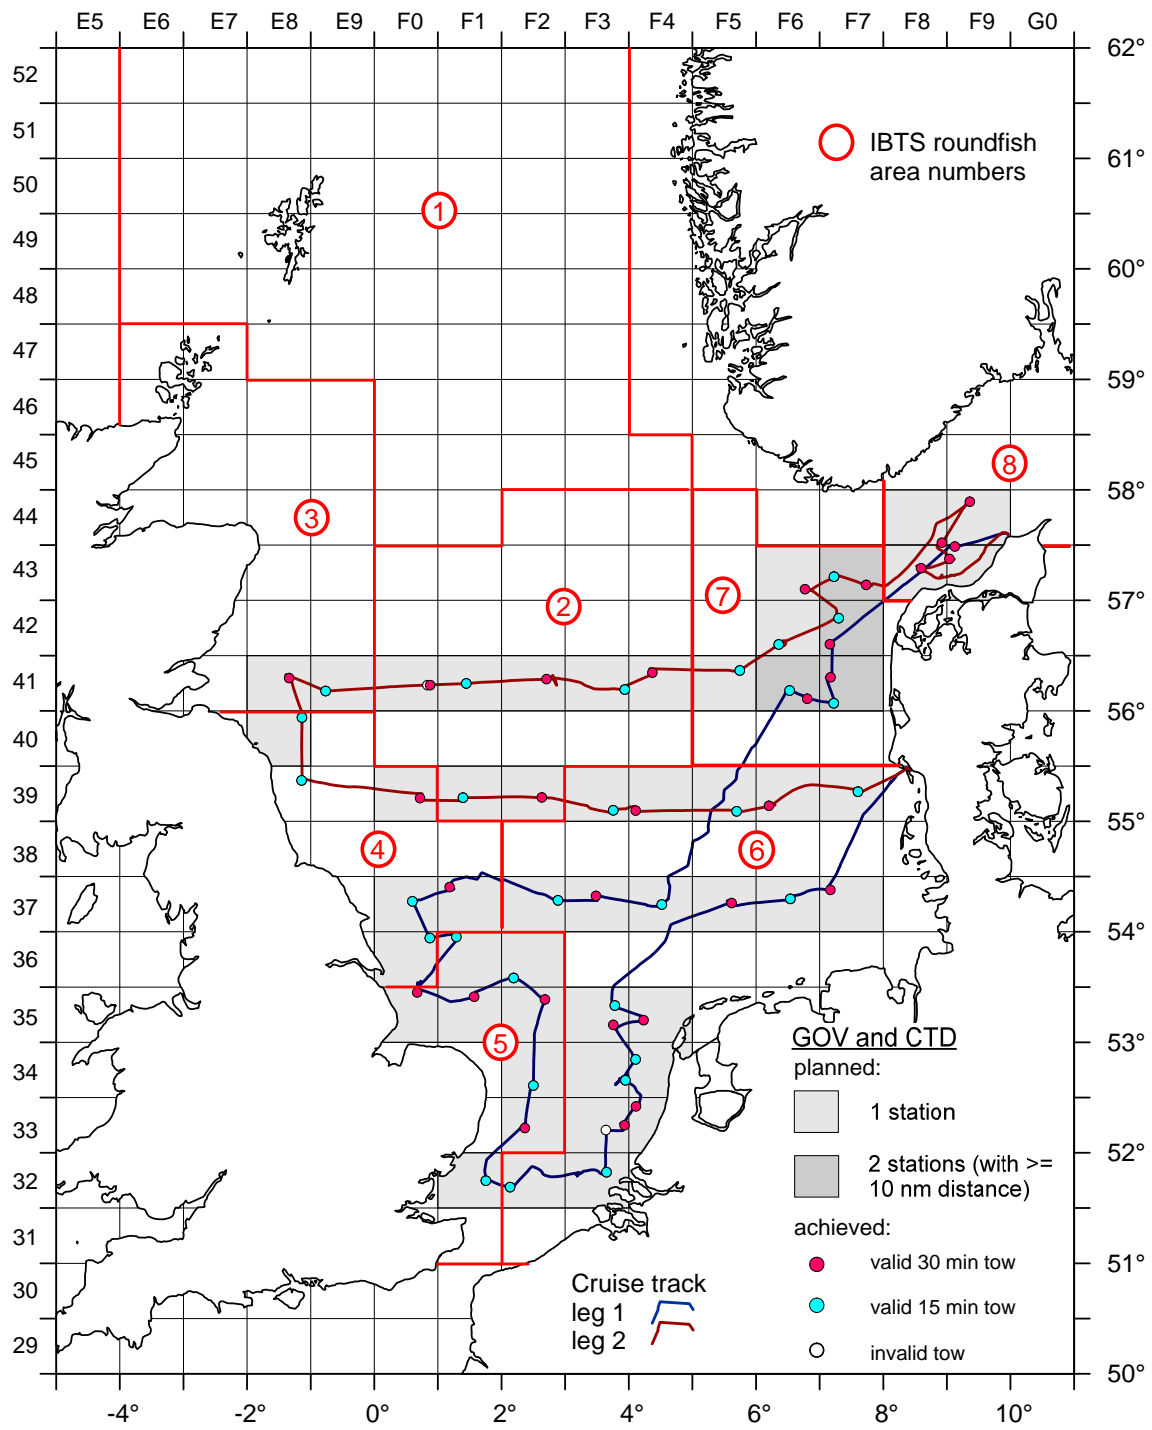 E5 E6 E7 E8 E9 F0 F1 F2 F3 F4 F5 F6 F7 F8 F9 G0
62°
52
51
IBTS roundfish
area numbers
61°
50
1
49
60°
48
47
59°
46
45
8
58°
44
3
43
7
2
57°
42
41
56°
40
39
55°
4
6
38
37
54°
36
35
5
GOV and CTD
53°
planned:
34
1 station
33
52°
2 stations (with >=
10 nm distance)
32
achieved:
31
valid 30 min tow
51°
Cruise track
30
leg 1
valid 15 min tow
leg 2
29
invalid tow
50°
-4° -2° 0° 2° 4° 6° 8° 10°